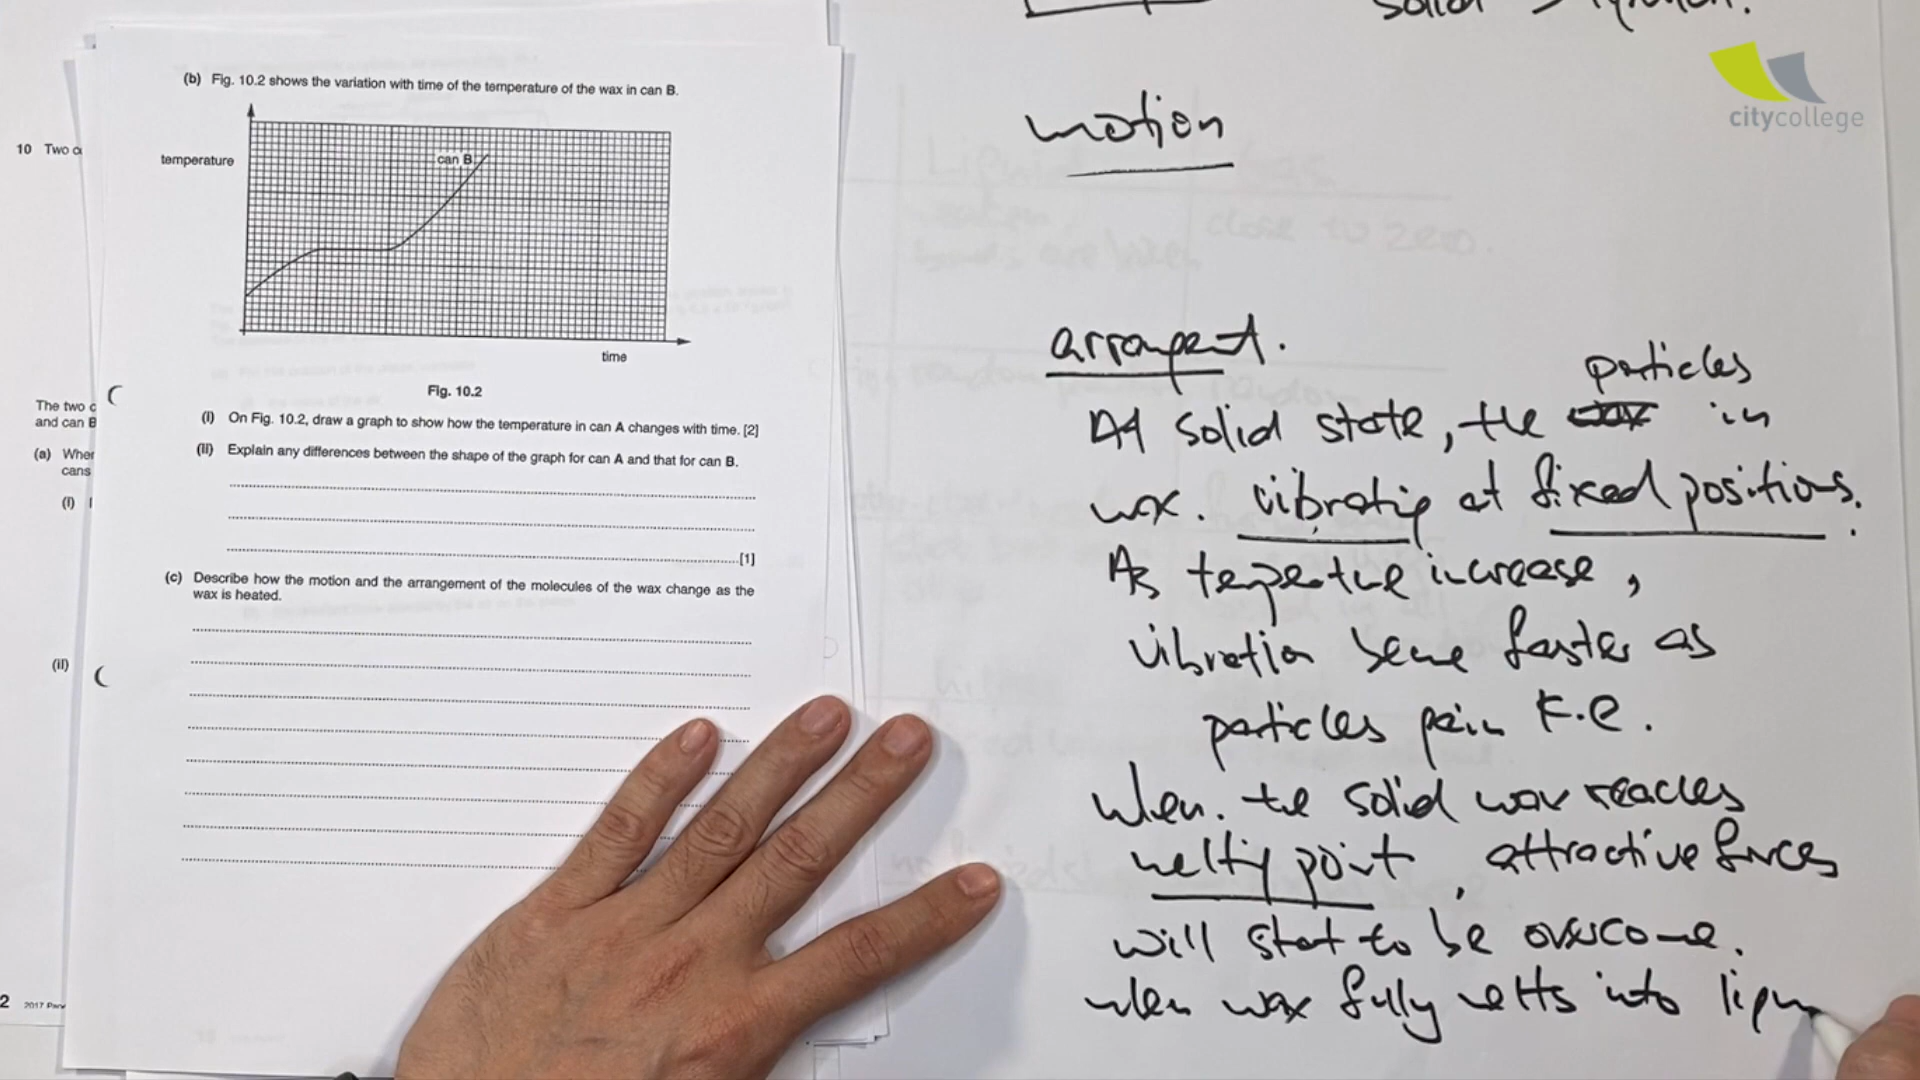 solid
motion
citycollege
(b) Fig. 10.2 shows the variation with time of the temperature of the wax in can B.
temperature
can B
time
Fig. 10.2
(i) On Fig. 10.2, draw a graph to show how the temperature in can A changes with time. [2]
(ii) Explain any differences between the shape of the graph for can A and that for can B.
[1]
(c) Describe how the motion and the arrangement of the molecules of the wax change as the
wax is heated.
10 Two
The two
and can B
(a)
cans
(i)
(ii)
2 2017
arrangement.
particles
At solid state, the in
wax. vibrating at fixed positions.
As temperature increase,
vibration become faster as
particles gain K.e.
When. the solid wax reaches
melting point, attractive forces
will start to be overcome.
when wax fully melts into liqu